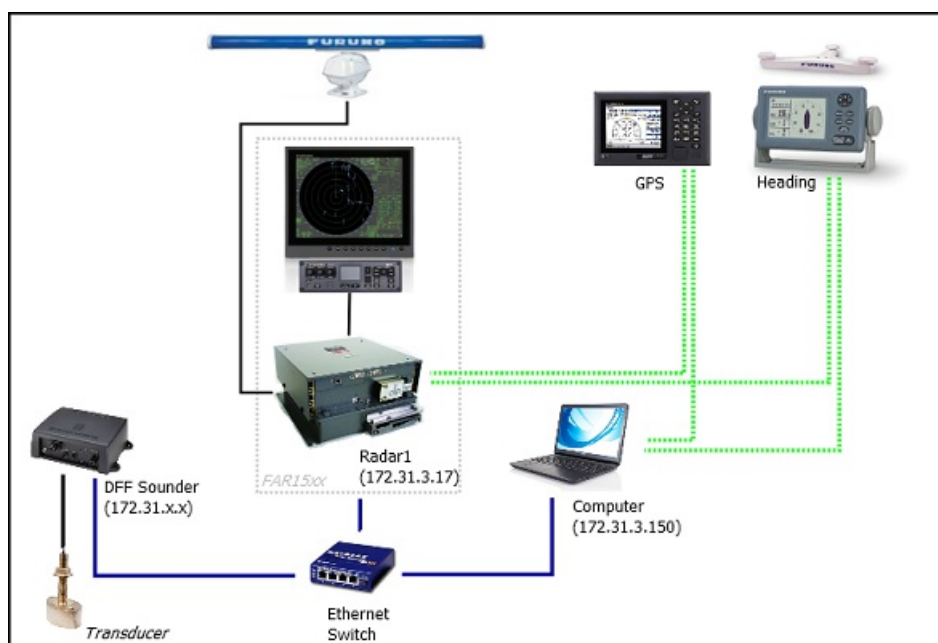 FURUNO
FURUNO
GPS
Heading
Radar1
(172.31.3.17)
FAR15xx
DFF Sounder
(172.31.x.x)
Computer
(172.31.3.150)
Ethernet
Switch
Transducer